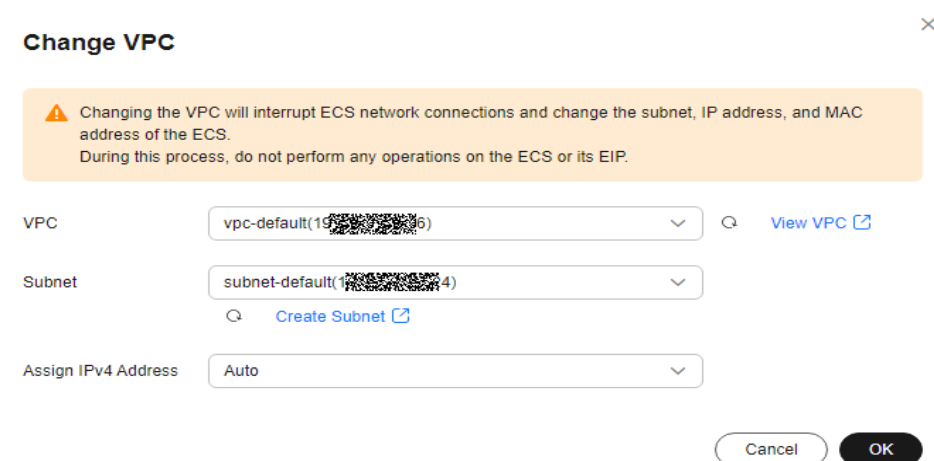 Change VPC
Changing the VPC will interrupt ECS network connections and change the subnet, IP address, and MAC
address of the ECS.
During this process, do not perform any operations on the ECS or its EIP.
VPC
vpc-default(19 6)
View VPC
Subnet
subnet-default(1 4)
Create Subnet
Assign IPv4 Address
Auto
Cancel
OK